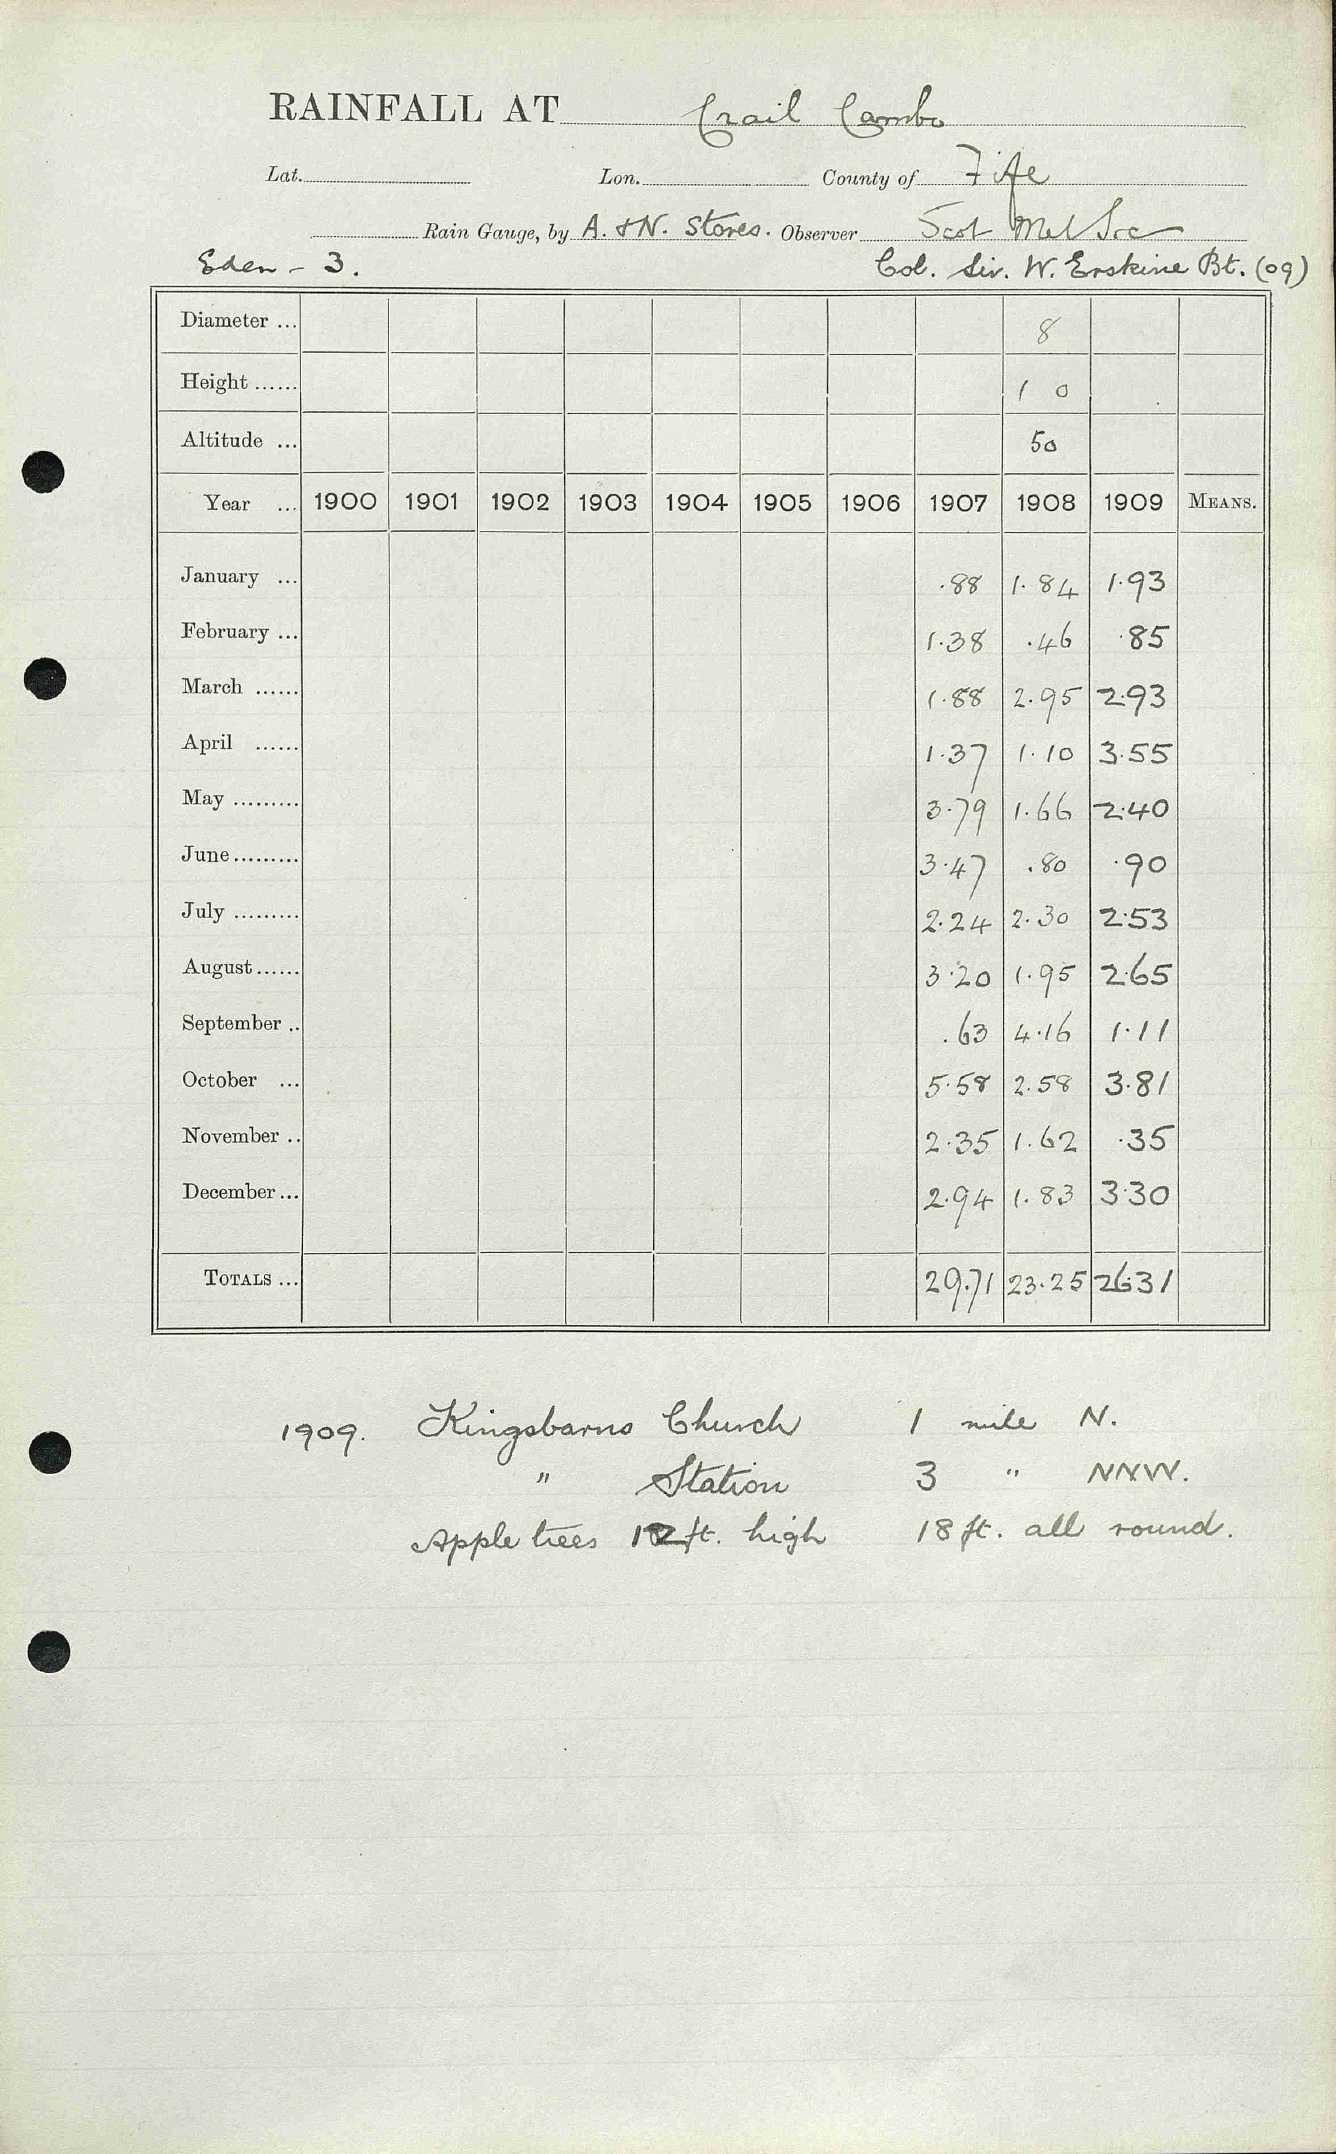 RAINFALL AT Crail Cambo
Lat. Lon. County of Fife
Rain Gauge, by A. & N. Stores. Observer Scot Met Soc
Eden - 3. Col. Sir. W. Erskine Bt. (09)
Diameter ... 8
Height ...... 1 0
Altitude ... 50
Year ... 1900 1901 1902 1903 1904 1905 1906 1907 1908 1909 MEANS.
January ... .88 1.84 1.93
February ... 1.38 .46 .85
March ...... 1.88 2.95 2.93
April ...... 1.37 1.10 3.55
May ......... 3.79 1.66 2.40
June......... 3.47 .80 .90
July ......... 2.24 2.30 2.53
August...... 3.20 1.95 2.65
September .. .63 4.16 1.11
October ... 5.58 2.58 3.81
November .. 2.35 1.62 .35
December... 2.94 1.83 3.30
TOTALS ... 29.71 23.25 26.31
1909. Kingsbarns Church 1 mile N.
" Station 3 " NNW.
Apple trees 12 ft. high 18 ft. all round.